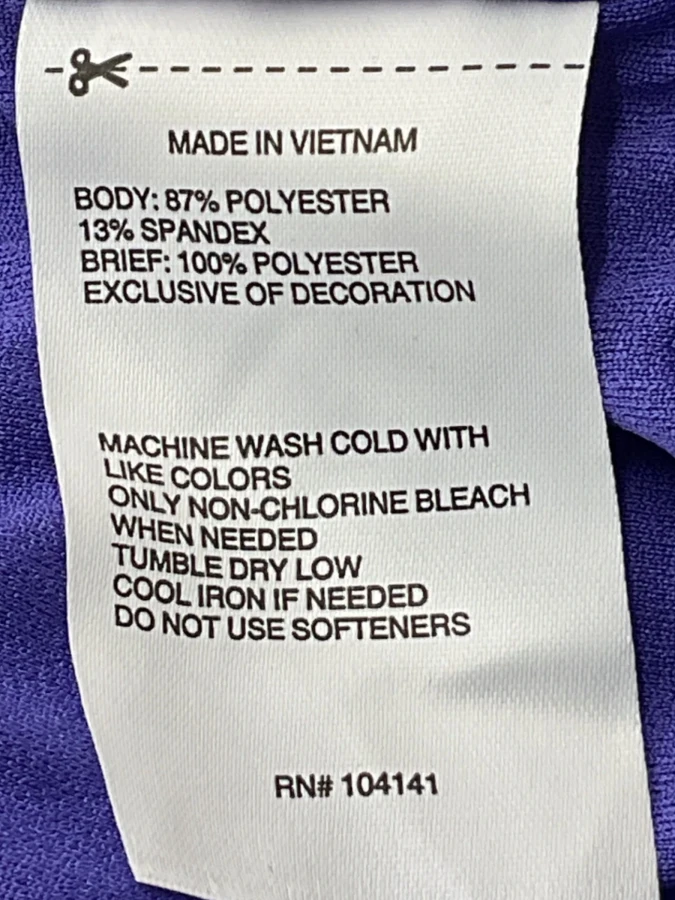 MADE IN VIETNAM
BODY: 87% POLYESTER
13% SPANDEX
BRIEF: 100% POLYESTER
EXCLUSIVE OF DECORATION
MACHINE WASH COLD WITH
LIKE COLORS
ONLY NON-CHLORINE BLEACH
WHEN NEEDED
TUMBLE DRY LOW
COOL IRON IF NEEDED
DO NOT USE SOFTENERS
RN# 104141